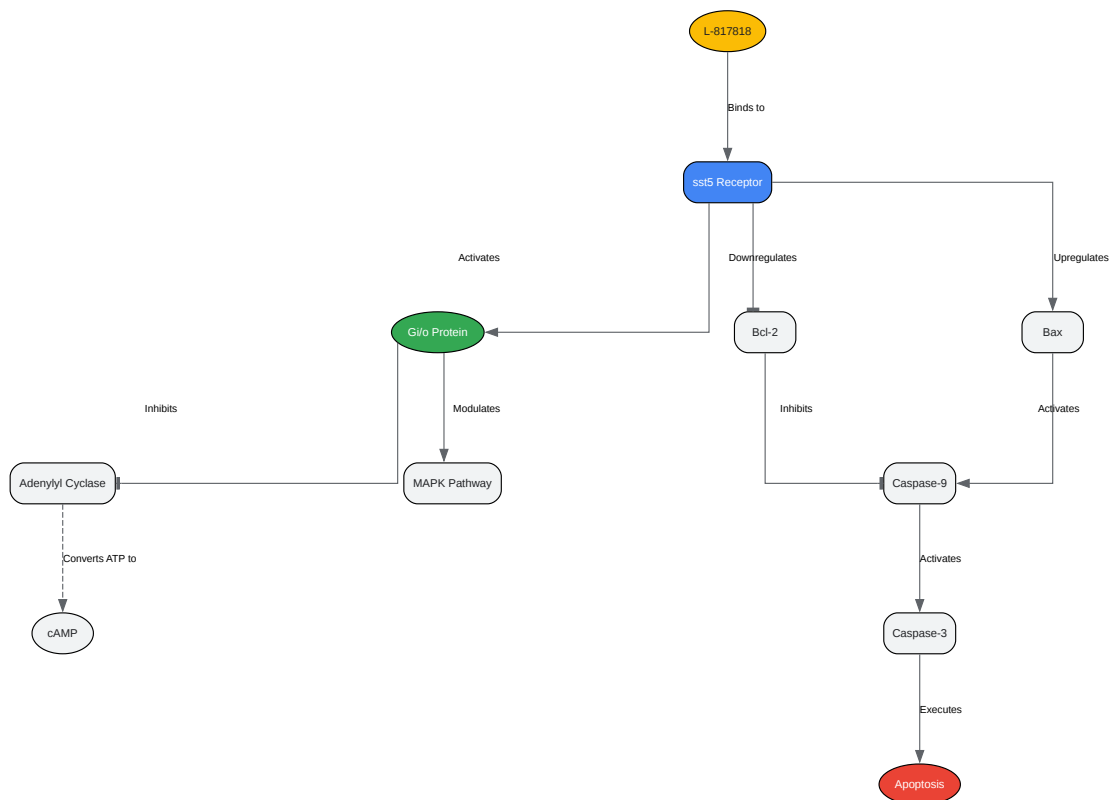 L-817818
Binds to
sst5 Receptor
Activates
Downregulates
Upregulates
Gi/o Protein
Bcl-2
Bax
Inhibits
Modulates
Inhibits
Activates
Adenylyl Cyclase
MAPK Pathway
Caspase-9
Converts ATP to
Activates
cAMP
Caspase-3
Executes
Apoptosis